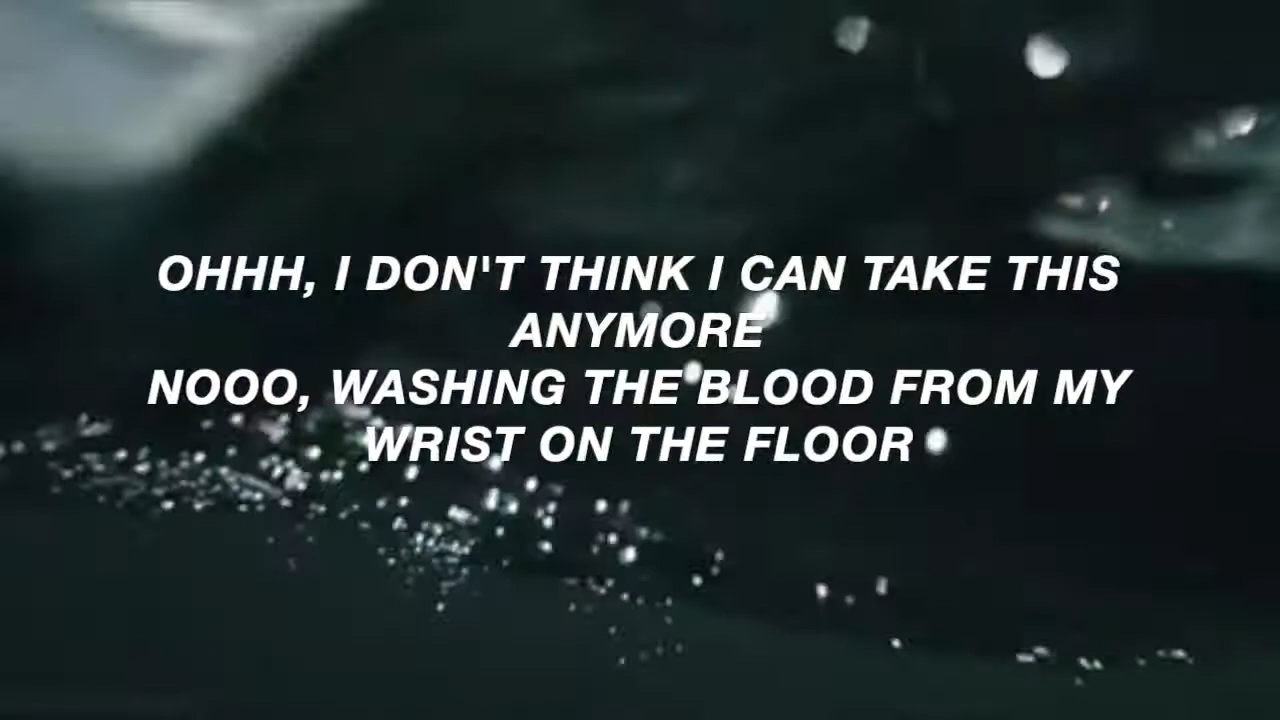 OHHH, I DON'T THINK I CAN TAKE THIS
ANYMORE
NOOO, WASHING THE BLOOD FROM MY
WRIST ON THE FLOOR